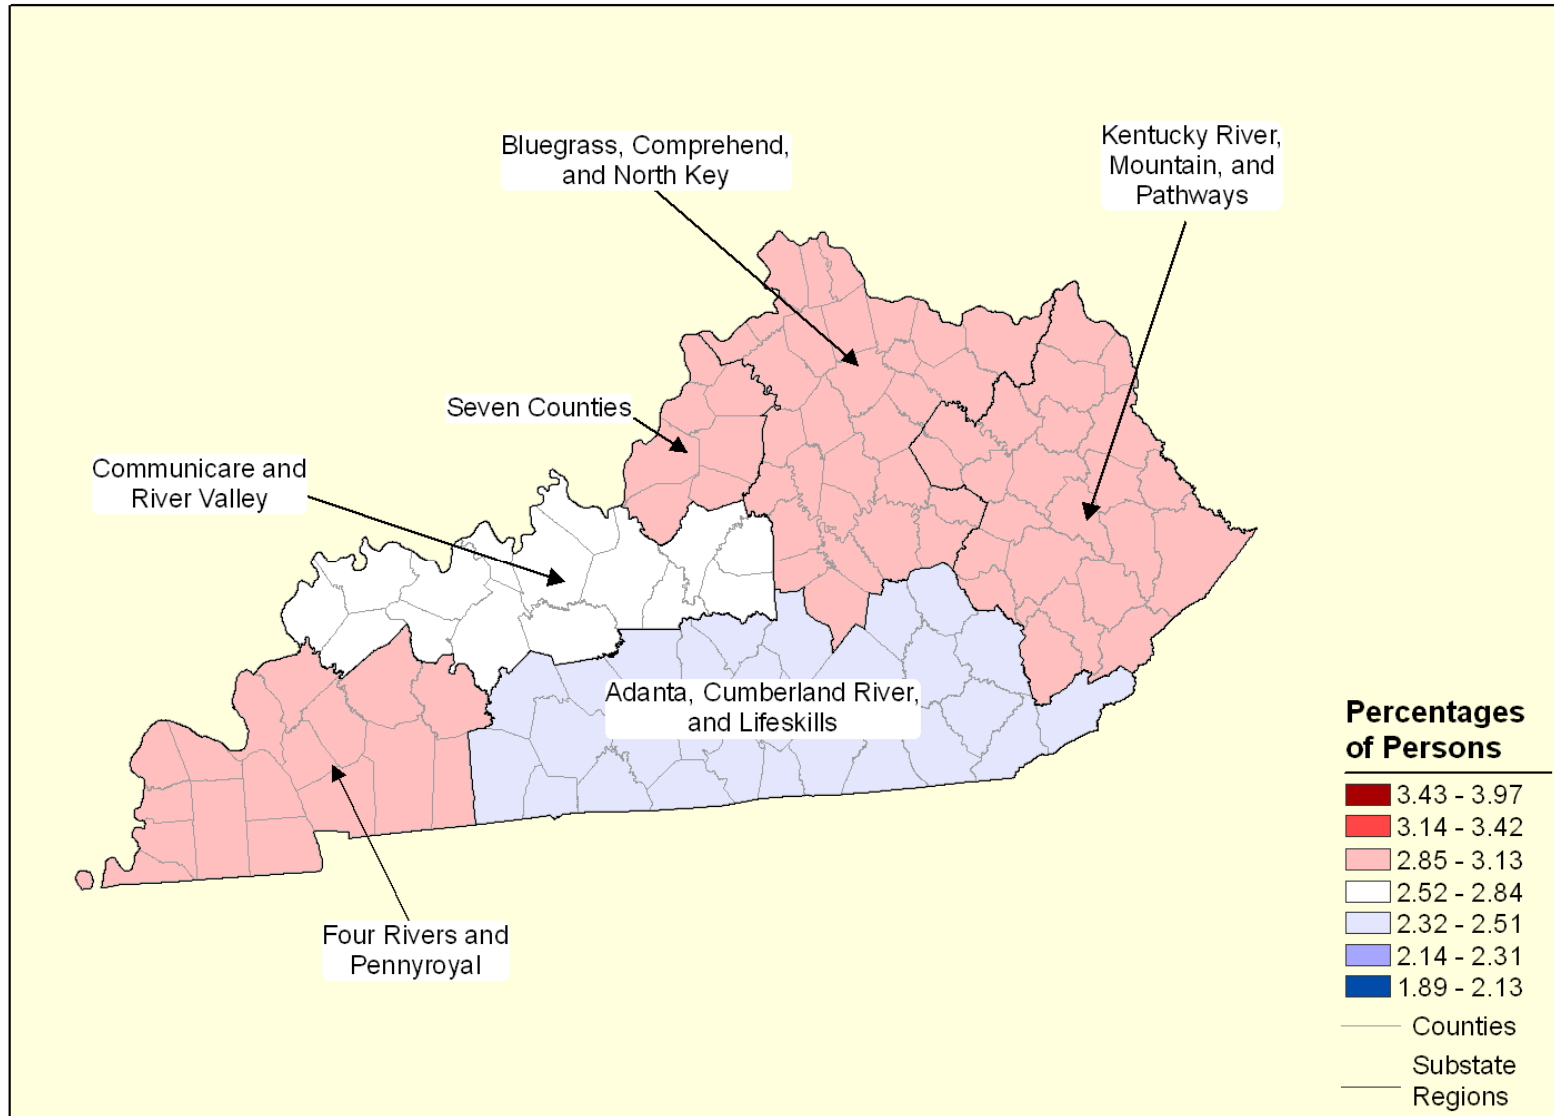 Bluegrass, Comprehend,
and North Key
Kentucky River,
Mountain, and
Pathways
Seven Counties
Communicare and
River Valley
Adanta, Cumberland River,
and Lifeskills
Four Rivers and
Pennyroyal
Percentages
of Persons
3.43 - 3.97
3.14 - 3.42
2.85 - 3.13
2.52 - 2.84
2.32 - 2.51
2.14 - 2.31
1.89 - 2.13
Counties
Substate
Regions